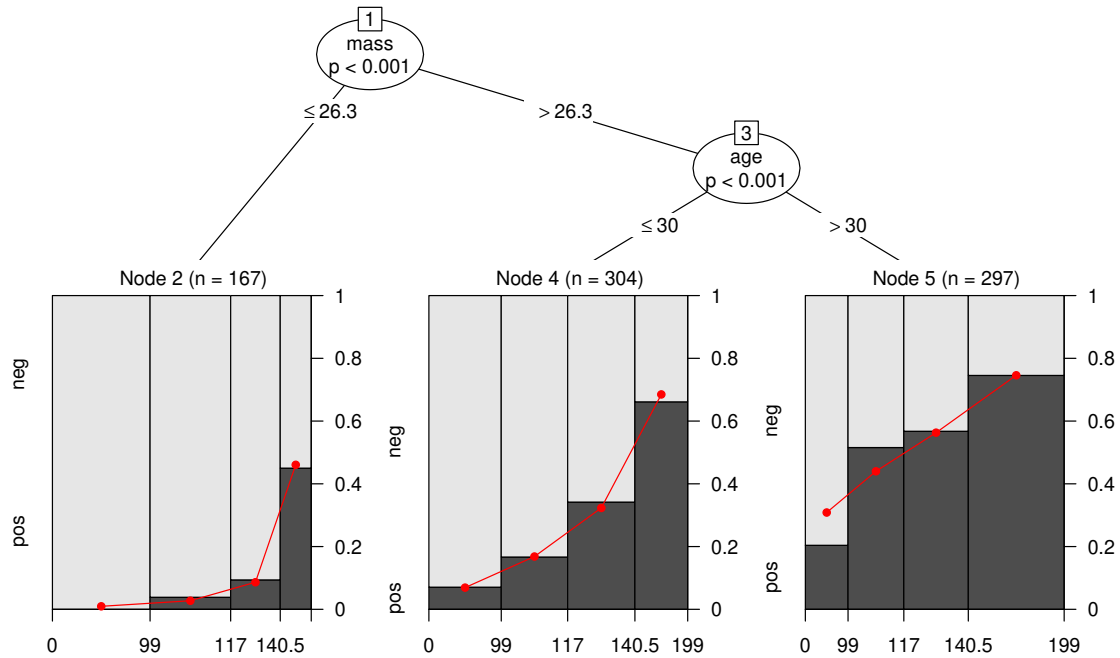 1
mass
p < 0.001
≤ 26.3
> 26.3
3
age
p < 0.001
≤ 30
> 30
Node 2 (n = 167)
neg
pos
1
0.8
0.6
0.4
0.2
0
0 99 117 140.5
Node 4 (n = 304)
neg
pos
1
0.8
0.6
0.4
0.2
0
0 99 117 140.5 199
Node 5 (n = 297)
neg
pos
1
0.8
0.6
0.4
0.2
0
0 99 117 140.5 199